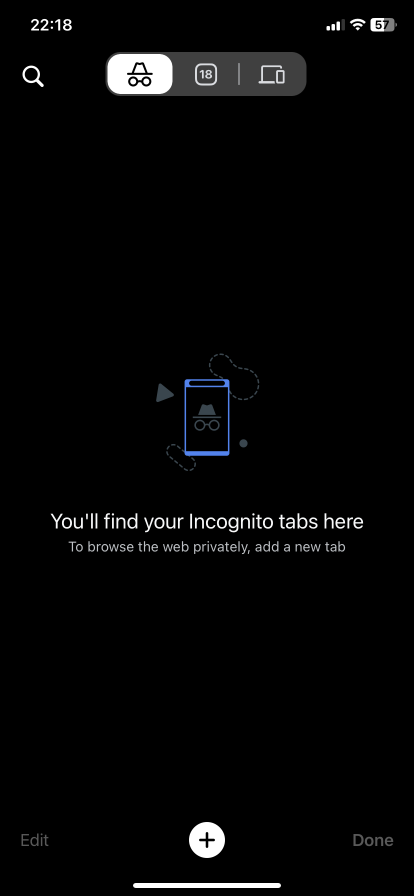 22:18
57
18
You'll find your Incognito tabs here
To browse the web privately, add a new tab
Edit
Done